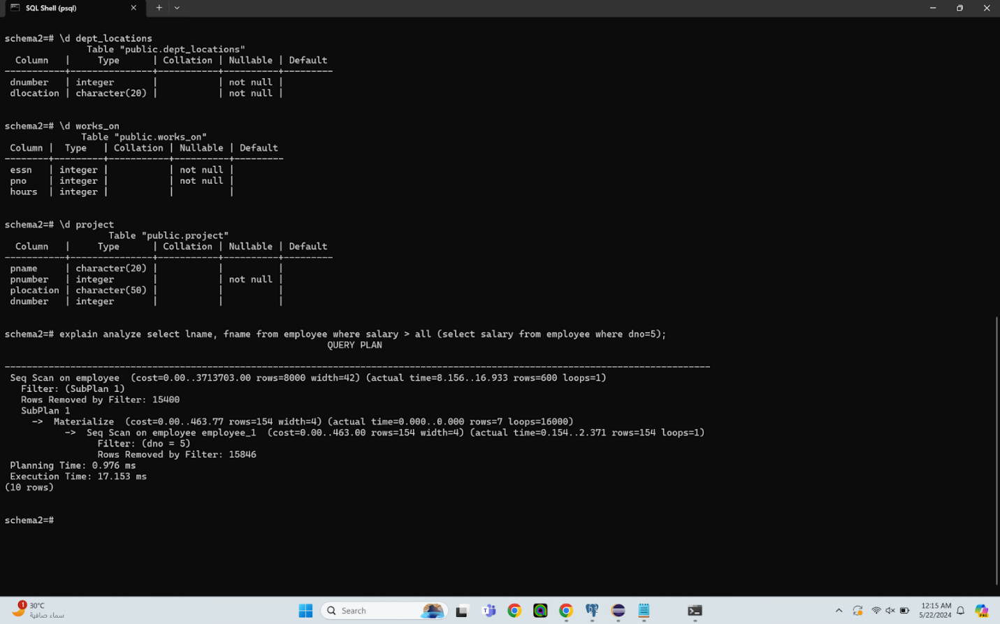 SQL Shell (psql)
schema2=# \d dept_locations
Table "public.dept_locations"
Column | Type | Collation | Nullable | Default
-----------+---------------+-----------+----------+---------
dnumber | integer | | not null |
dlocation | character(20) | | not null |
schema2=# \d works_on
Table "public.works_on"
Column | Type | Collation | Nullable | Default
--------+---------+-----------+----------+---------
essn | integer | | not null |
pno | integer | | not null |
hours | integer | | |
schema2=# \d project
Table "public.project"
Column | Type | Collation | Nullable | Default
-----------+---------------+-----------+----------+---------
pname | character(20) | | |
pnumber | integer | | not null |
plocation | character(50) | | |
dnumber | integer | | |
schema2=# explain analyze select lname, fname from employee where salary > all (select salary from employee where dno=5);
QUERY PLAN
---------------------------------------------------------------------------------------------------------------------------------
Seq Scan on employee (cost=0.00..3713703.00 rows=8000 width=42) (actual time=8.156..16.933 rows=600 loops=1)
Filter: (SubPlan 1)
Rows Removed by Filter: 15400
SubPlan 1
-> Materialize (cost=0.00..463.77 rows=154 width=4) (actual time=0.000..0.000 rows=7 loops=16000)
-> Seq Scan on employee employee_1 (cost=0.00..463.00 rows=154 width=4) (actual time=0.154..2.371 rows=154 loops=1)
Filter: (dno = 5)
Rows Removed by Filter: 15846
Planning Time: 0.976 ms
Execution Time: 17.153 ms
(10 rows)
schema2=#
1
30°C
سماء صافية
Search
12:15 AM
5/22/2024
PRE